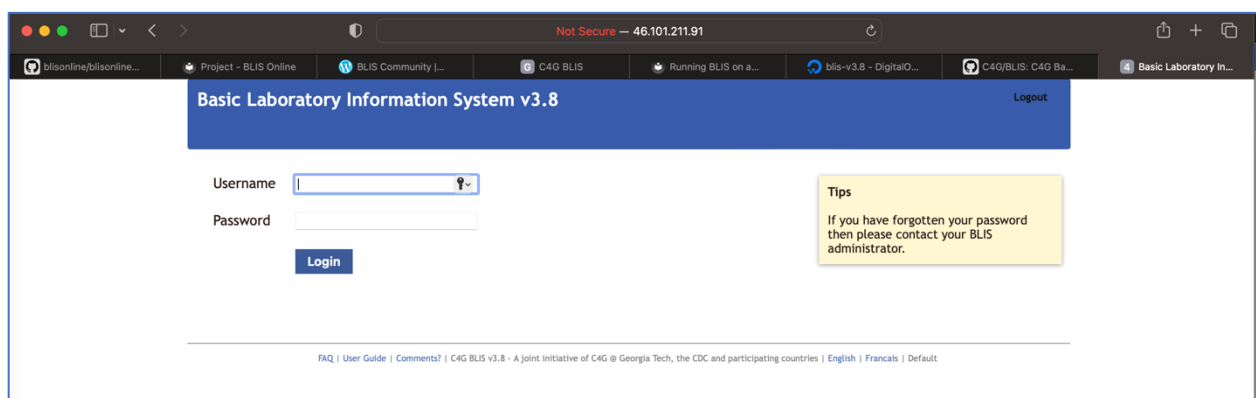 Not Secure — 46.101.211.91
blisonline/blisonline... Project - BLIS Online BLIS Community |... G C4G BLIS Running BLIS on a... blis-v3.8 - DigitalO... C4G/BLIS: C4G Ba... 4 Basic Laboratory In...
Basic Laboratory Information System v3.8 Logout
Username
Password
Login
Tips
If you have forgotten your password
then please contact your BLIS
administrator.
FAQ | User Guide | Comments? | C4G BLIS v3.8 - A joint initiative of C4G @ Georgia Tech, the CDC and participating countries | English | Francais | Default